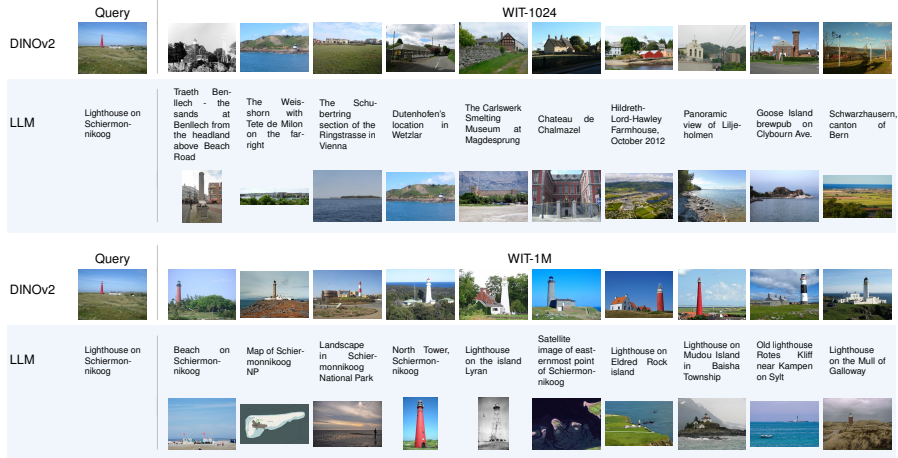 Query
WIT-1024
DINOv2
LLM
Lighthouse on
Schiermon-
nikoog
Traeth Ben-
llech - the
sands at
Benllech from
the headland
above Beach
Road
The Weis-
shorn with
Tete de Milon
on the far-
right
The Schu-
bertring
section of the
Ringstrasse in
Vienna
Dutenhofen's
location in
Wetzlar
The Carlswerk
Smelting
Museum at
Magdesprung
Chateau de
Chalmazel
Hildreth-
Lord-Hawley
Farmhouse,
October 2012
Panoramic
view of Lilje-
holmen
Goose Island
brewpub on
Clybourn Ave.
Schwarzhausern,
canton of
Bern
Query
WIT-1M
DINOv2
LLM
Lighthouse on
Schiermon-
nikoog
Beach on
Schiermon-
nikoog
Map of Schier-
monnikoog
NP
Landscape
in Schier-
monnikoog
National Park
North Tower,
Schiermon-
nikoog
Lighthouse
on the island
Lyran
Satellite
image of east-
ernmost point
of Schiermon-
nikoog
Lighthouse on
Eldred Rock
island
Lighthouse on
Mudou Island
in Baisha
Township
Old lighthouse
Rotes Kliff
near Kampen
on Sylt
Lighthouse
on the Mull of
Galloway